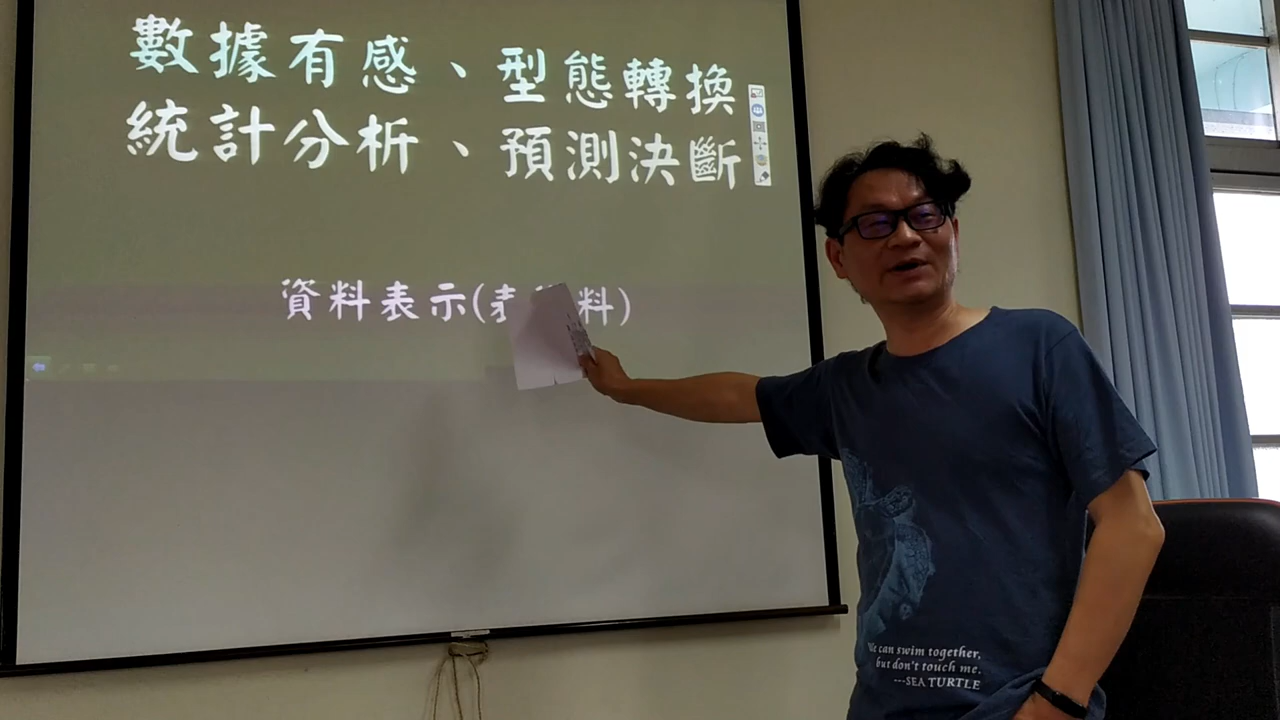 數據有感、型態轉換
統計分析、預測決斷
資料表示(表 料)
We can swim together,
but don't touch me.
---SEA TURTLE